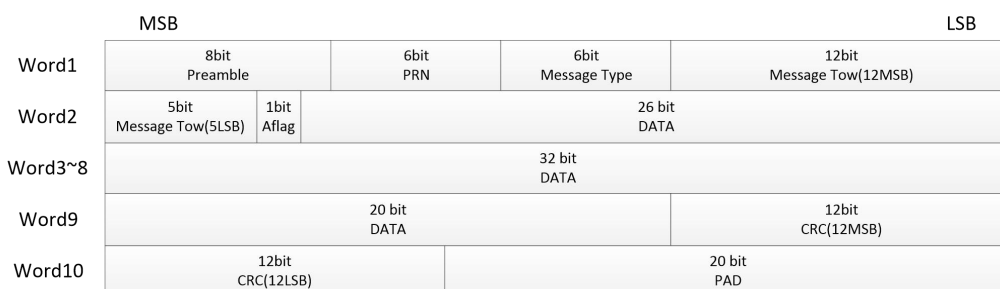 MSB LSB
Word1 8bit 6bit 6bit 12bit
Preamble PRN Message Type Message Tow(12MSB)
Word2 5bit 1bit 26 bit
Message Tow(5LSB) Aflag DATA
Word3~8 32 bit
DATA
Word9 20 bit 12bit
DATA CRC(12MSB)
Word10 12bit 20 bit
CRC(12LSB) PAD